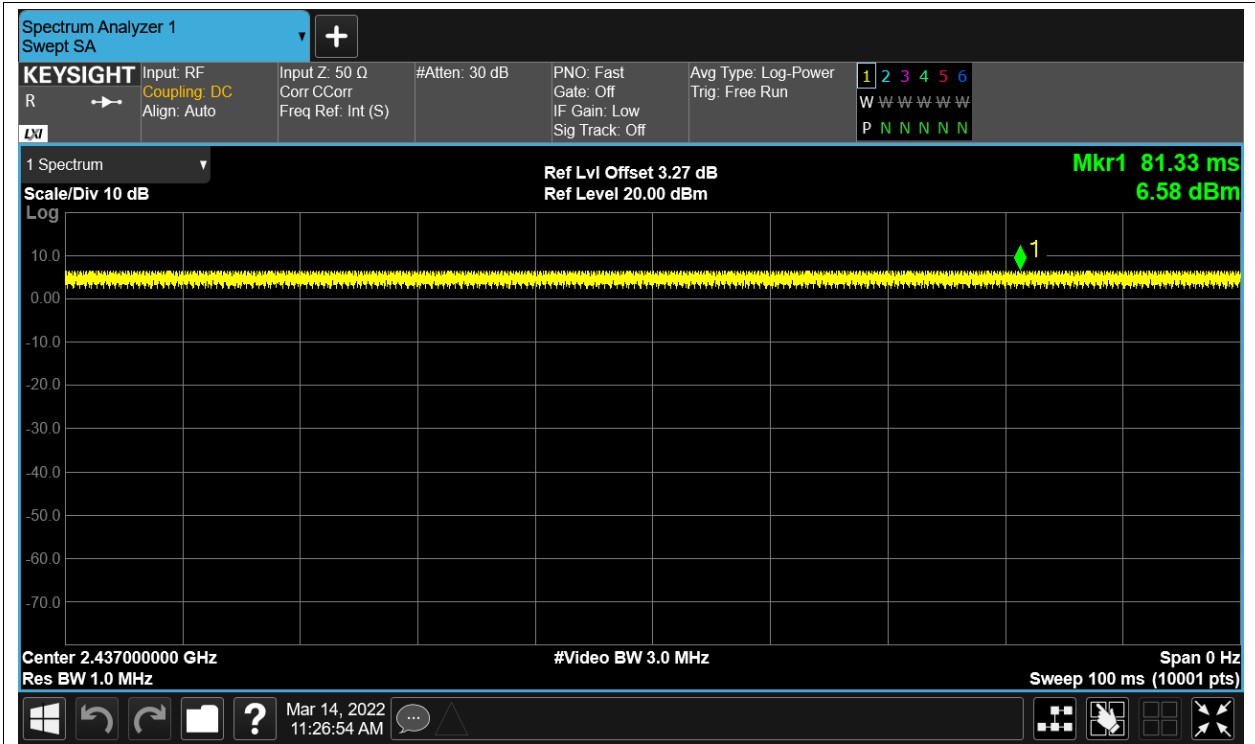 Spectrum Analyzer 1
Swept SA
KEYSIGHT
R
LXI
Input: RF
Coupling: DC
Align: Auto
Input Z: 50 Ω
Corr CCorr
Freq Ref: Int (S)
#Atten: 30 dB
PNO: Fast
Gate: Off
IF Gain: Low
Sig Track: Off
Avg Type: Log-Power
Trig: Free Run
1 2 3 4 5 6
W W W W W W
P N N N N N
1 Spectrum
Scale/Div 10 dB
Ref Lvl Offset 3.27 dB
Ref Level 20.00 dBm
Mkr1 81.33 ms
6.58 dBm
Log
1
10.0
0.00
-10.0
-20.0
-30.0
-40.0
-50.0
-60.0
-70.0
Center 2.437000000 GHz
Res BW 1.0 MHz
#Video BW 3.0 MHz
Span 0 Hz
Sweep 100 ms (10001 pts)
?
Mar 14, 2022
11:26:54 AM